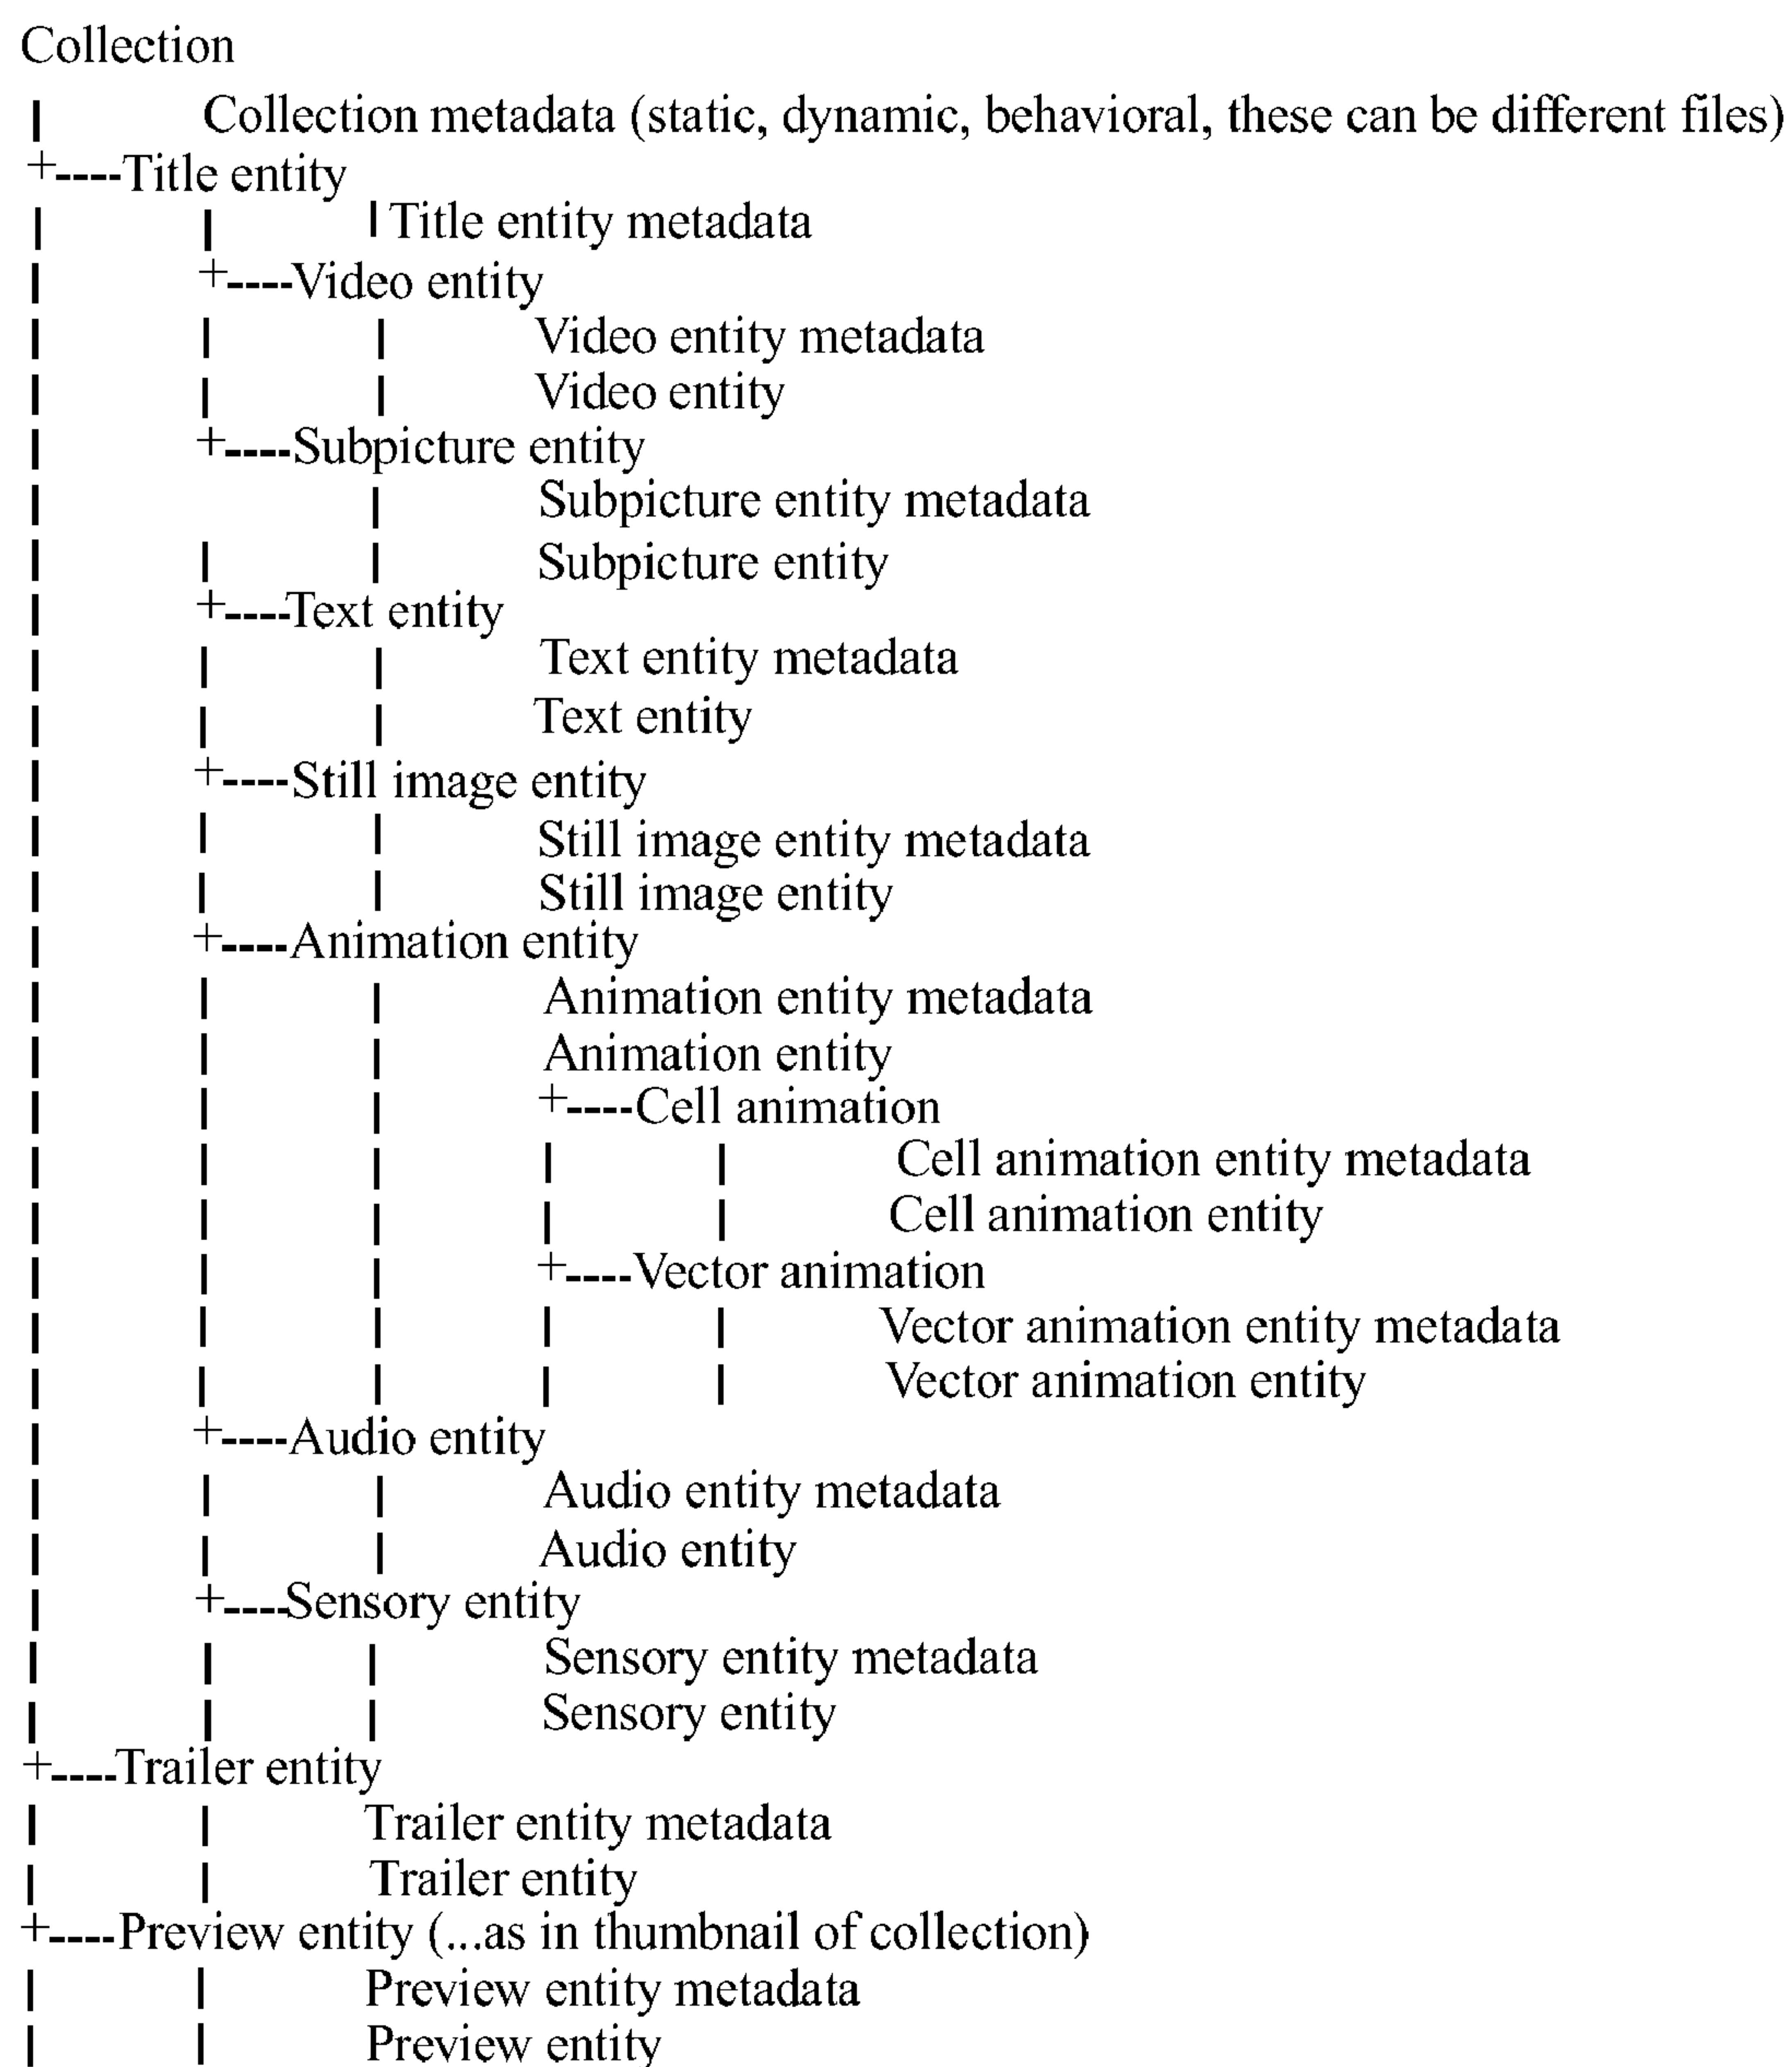 Collection
| Collection metadata (static, dynamic, behavioral, these can be different files)
+----Title entity
| | | Title entity metadata
| +----Video entity
| | | Video entity metadata
| | | Video entity
| +----Subpicture entity
| | Subpicture entity metadata
| | | Subpicture entity
| +----Text entity
| | | Text entity metadata
| | | Text entity
| +----Still image entity
| | | Still image entity metadata
| | | Still image entity
| +----Animation entity
| | | Animation entity metadata
| | | Animation entity
| | | +----Cell animation
| | | | | Cell animation entity metadata
| | | | | Cell animation entity
| | | +----Vector animation
| | | | | Vector animation entity metadata
| | | | | Vector animation entity
| +----Audio entity
| | | Audio entity metadata
| | | Audio entity
| +----Sensory entity
| | | Sensory entity metadata
| | | Sensory entity
+----Trailer entity
| | Trailer entity metadata
| | Trailer entity
+----Preview entity (...as in thumbnail of collection)
| | Preview entity metadata
| | Preview entity